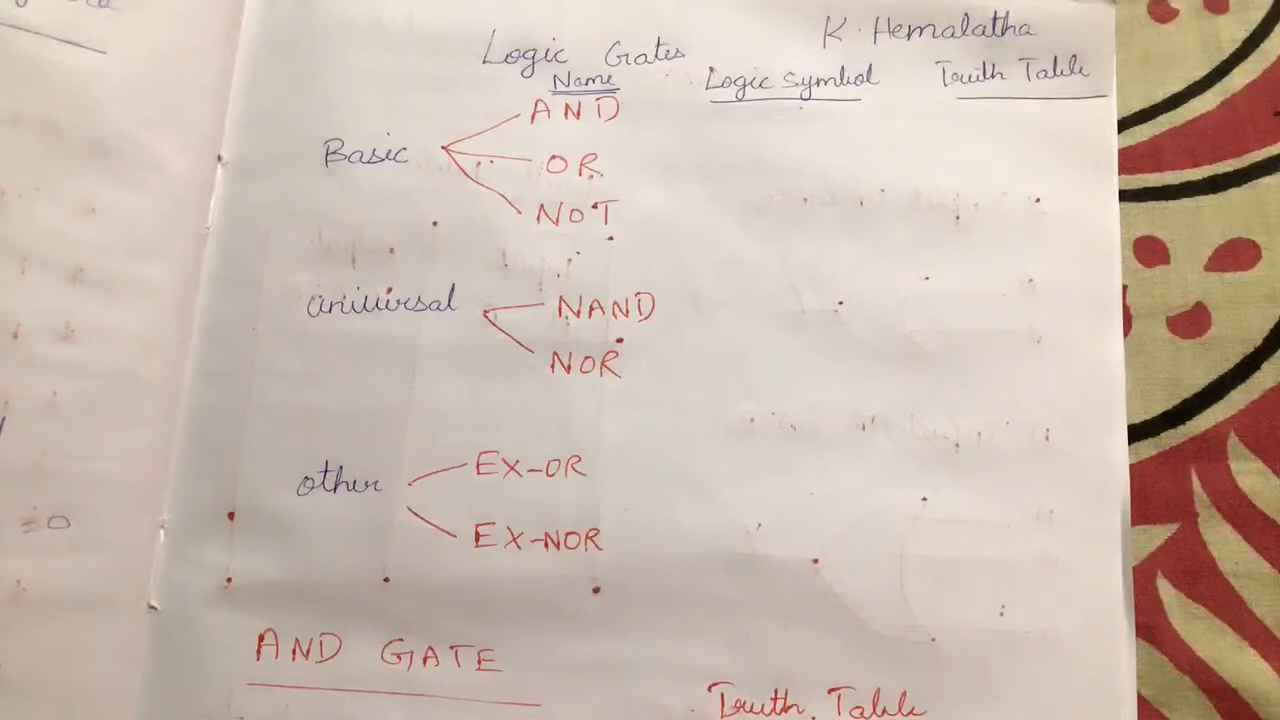 K. Hemalatha
Logic Gates
Name Logic Symbol Truth Table
AND
Basic OR
NOT
universal NAND
NOR
other EX-OR
EX-NOR
=0
AND GATE
Truth Table